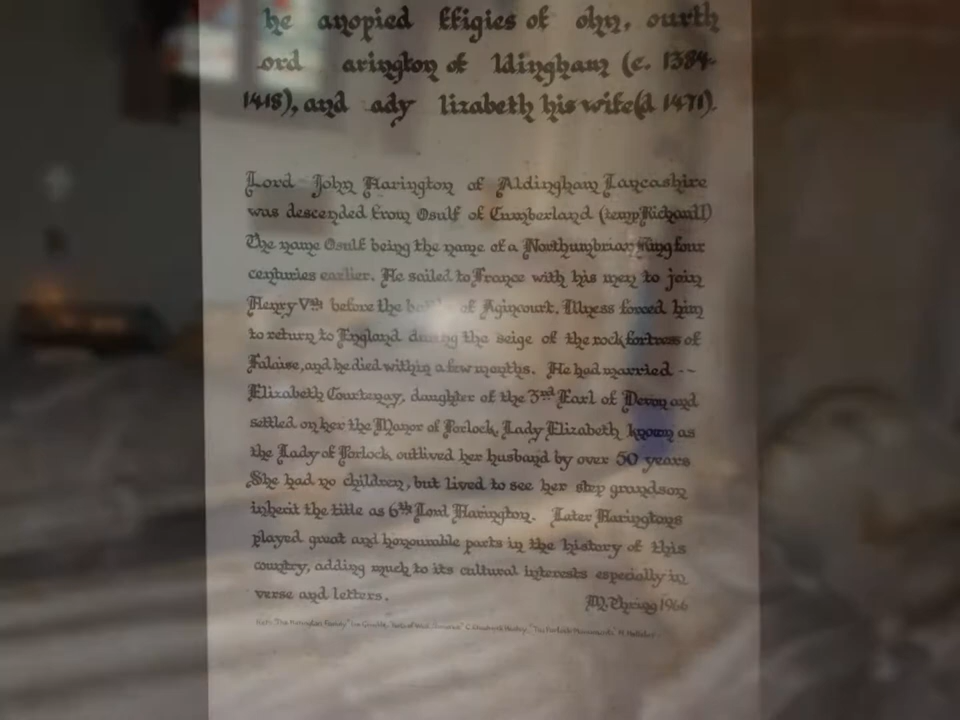 he anopied ffigies of ohn, ourth
ord arington of ldingham (c. 1384-
1418), and ady lizabeth his wife (d 1471).
Lord John Harington of Aldingham Lancashire
was descended from Osulf of Cumberland (temp Richard I)
The name Osulf being the name of a Northumbrian King four
centuries earlier. He sailed to France with his men to join
Henry Vth before the battle of Agincourt. Illness forced him
to return to England during the seige of the rock fortress of
Falaise, and he died within a few months. He had married --
Elizabeth Courtenay, daughter of the 3rd Earl of Devon and
settled on her the Manor of Porlock. Lady Elizabeth known as
the Lady of Porlock outlived her husband by over 50 years
She had no children, but lived to see her step grandson
inherit the title as 6th Lord Harington. Later Haringtons
played great and honourable parts in the history of this
country, adding much to its cultural interests especially in
verse and letters. M. Thrigg 1966
"The Harington Family" Ian Grimble,